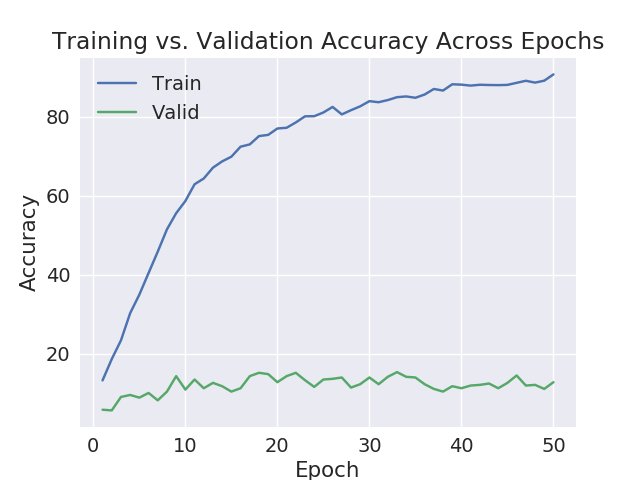 Training vs. Validation Accuracy Across Epochs
Train
Valid
80
60
40
20
Accuracy
0 10 20 30 40 50
Epoch